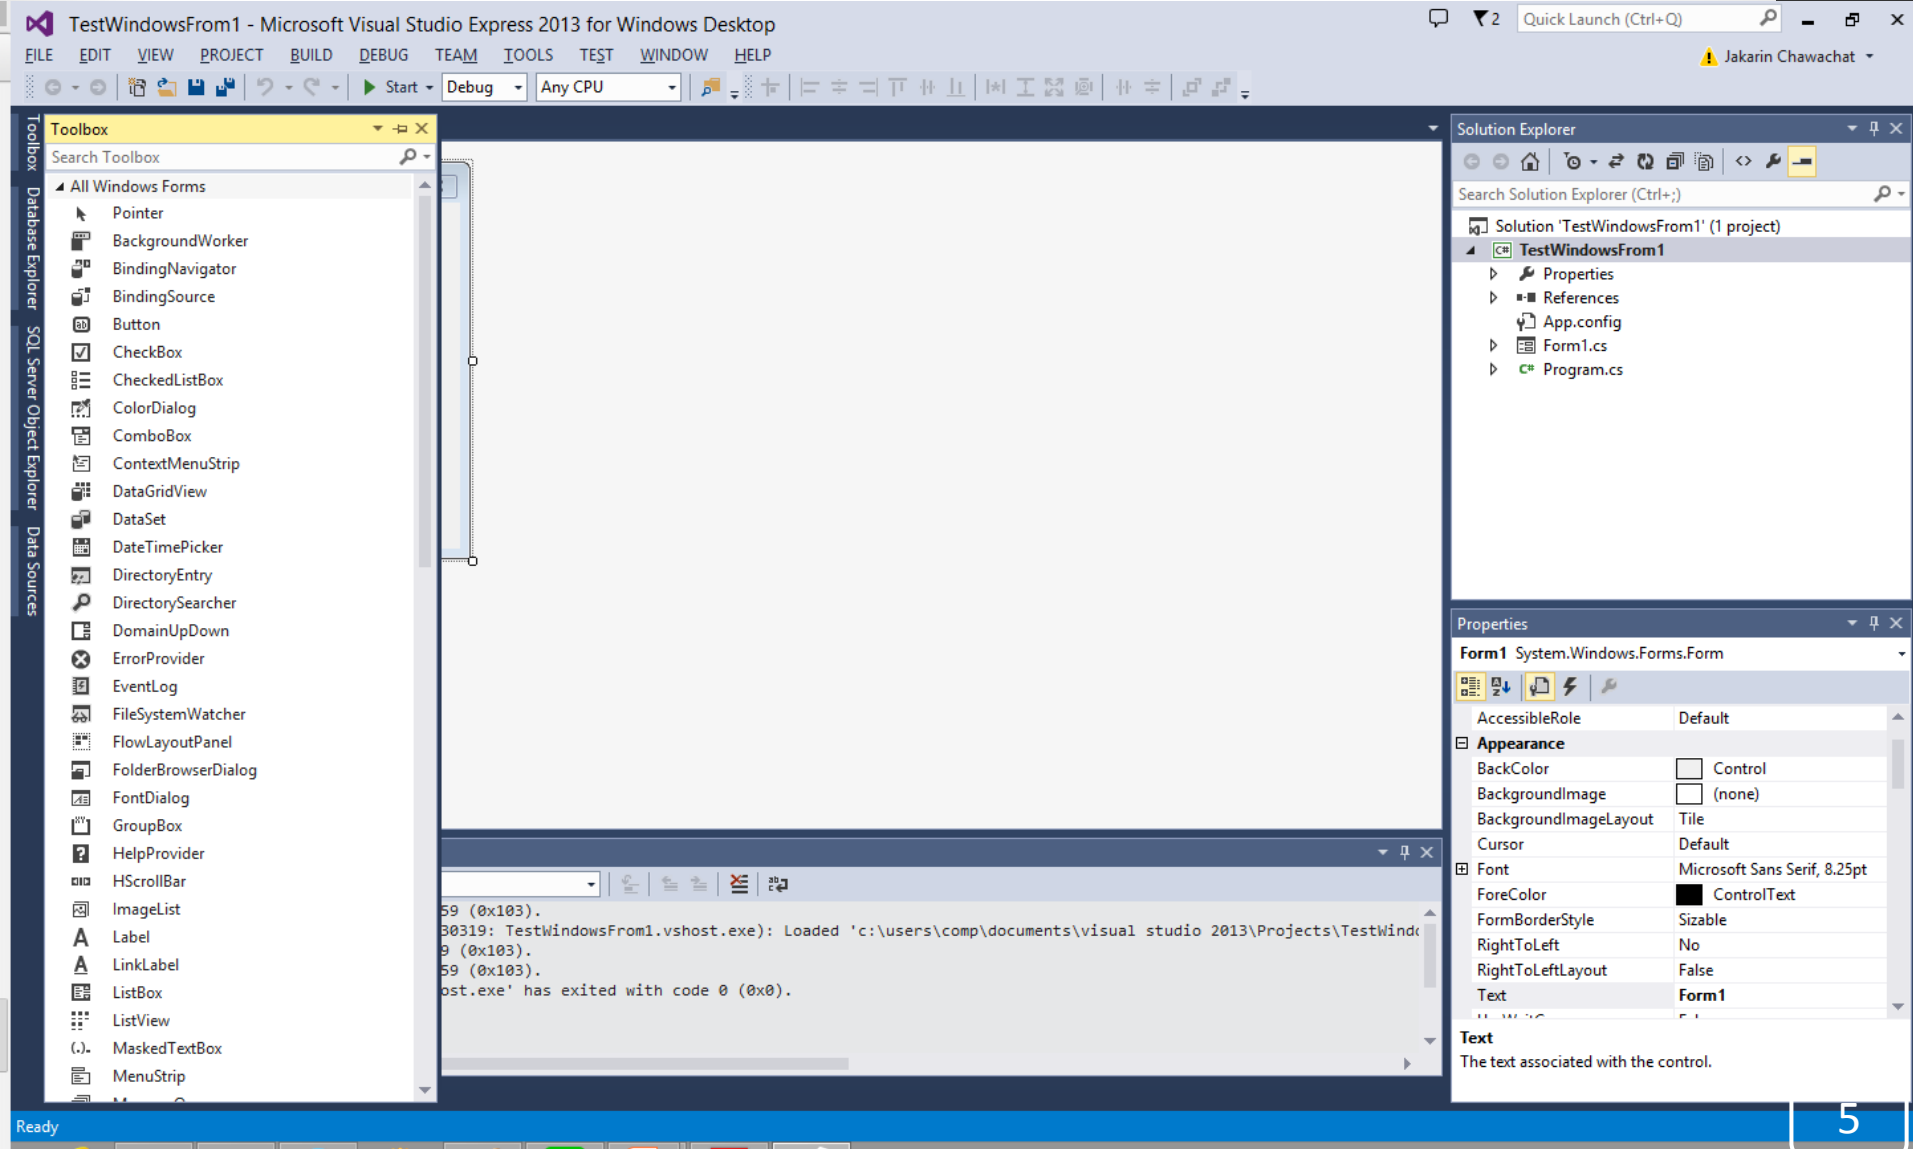 TestWindowsFrom1 - Microsoft Visual Studio Express 2013 for Windows Desktop
2
Quick Launch (Ctrl+Q)
FILE EDIT VIEW PROJECT BUILD DEBUG TEAM TOOLS TEST WINDOW HELP
Jakarin Chawachat
Start Debug Any CPU
Toolbox
Database Explorer
SQL Server Object Explorer
Data Sources
Toolbox
Search Toolbox
All Windows Forms
Pointer
BackgroundWorker
BindingNavigator
BindingSource
Button
CheckBox
CheckedListBox
ColorDialog
ComboBox
ContextMenuStrip
DataGridView
DataSet
DateTimePicker
DirectoryEntry
DirectorySearcher
DomainUpDown
ErrorProvider
EventLog
FileSystemWatcher
FlowLayoutPanel
FolderBrowserDialog
FontDialog
GroupBox
HelpProvider
HScrollBar
ImageList
Label
LinkLabel
ListBox
ListView
MaskedTextBox
MenuStrip
59 (0x103).
30319: TestWindowsFrom1.vshost.exe): Loaded 'c:\users\comp\documents\visual studio 2013\Projects\TestWind
9 (0x103).
59 (0x103).
ost.exe' has exited with code 0 (0x0).
Solution Explorer
Search Solution Explorer (Ctrl+;)
Solution 'TestWindowsFrom1' (1 project)
TestWindowsFrom1
Properties
References
App.config
Form1.cs
Program.cs
Properties
Form1 System.Windows.Forms.Form
AccessibleRole Default
Appearance
BackColor Control
BackgroundImage (none)
BackgroundImageLayout Tile
Cursor Default
Font Microsoft Sans Serif, 8.25pt
ForeColor ControlText
FormBorderStyle Sizable
RightToLeft No
RightToLeftLayout False
Text Form1
Text
The text associated with the control.
Ready
5